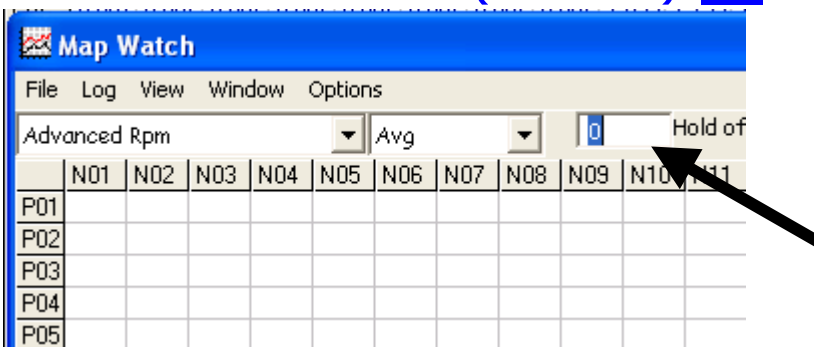 Map Watch
File Log View Window Options
Advanced Rpm Avg 0 Hold of
N01 N02 N03 N04 N05 N06 N07 N08 N09 N10 N11
P01
P02
P03
P04
P05